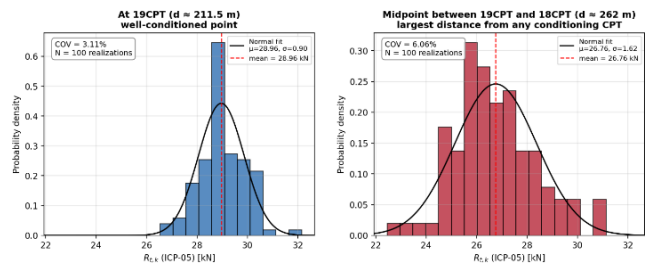 At 19CPT (d ≈ 211.5 m)
well-conditioned point
COV = 3.11%
N = 100 realizations
Normal fit
μ=28.96, σ=0.90
mean = 28.96 kN
Probability density
0.6
0.5
0.4
0.3
0.2
0.1
0.0
22 24 26 28 30 32
Rc,k (ICP-05) [kN]
Midpoint between 19CPT and 18CPT (d ≈ 262 m)
largest distance from any conditioning CPT
COV = 6.06%
N = 100 realizations
Normal fit
μ=26.76, σ=1.62
mean = 26.76 kN
Probability density
0.30
0.25
0.20
0.15
0.10
0.05
0.00
22 24 26 28 30 32
Rc,k (ICP-05) [kN]